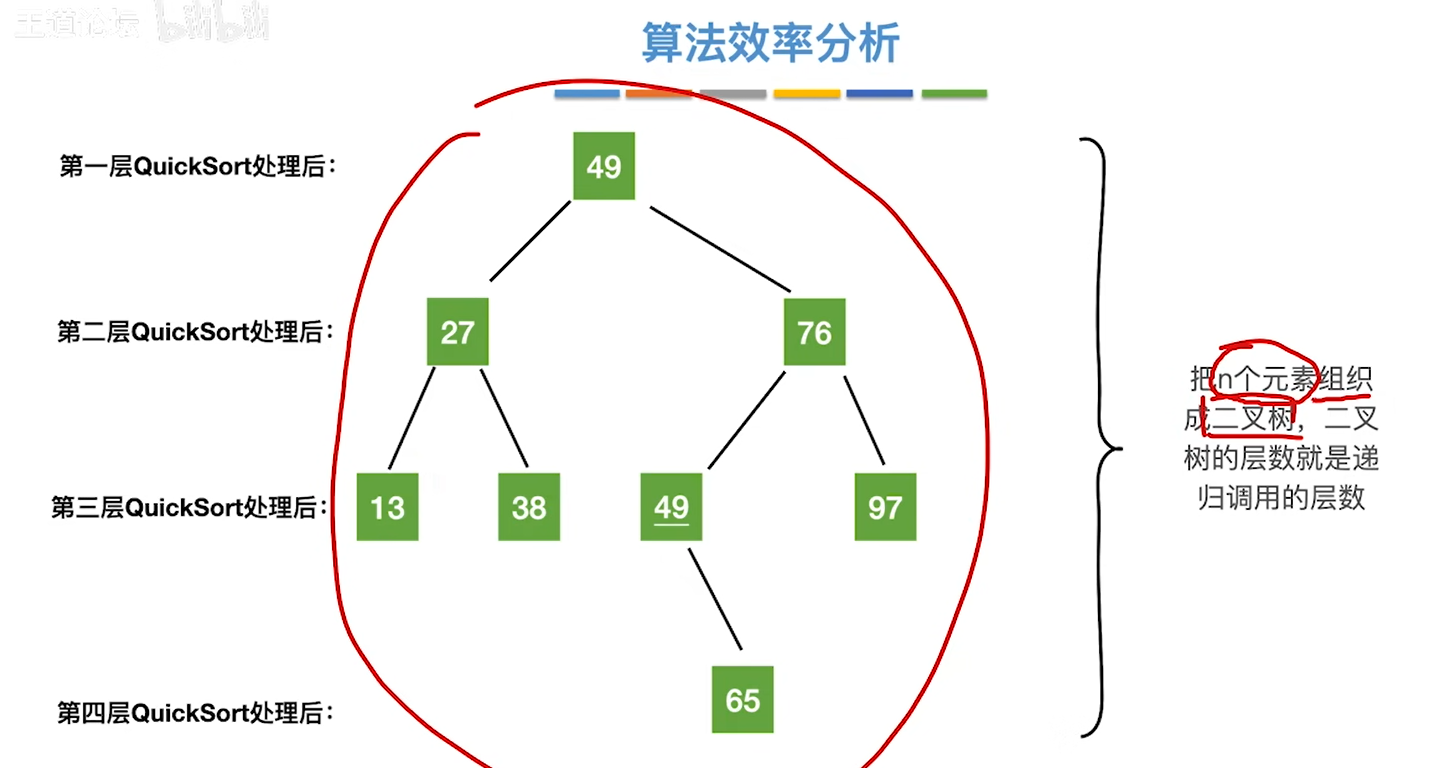 王道论坛 bilibili
算法效率分析
第一层QuickSort处理后：
49
第二层QuickSort处理后：
27
76
第三层QuickSort处理后：
13
38
49
97
第四层QuickSort处理后：
65
把n个元素组织
成二叉树，二叉
树的层数就是递
归调用的层数